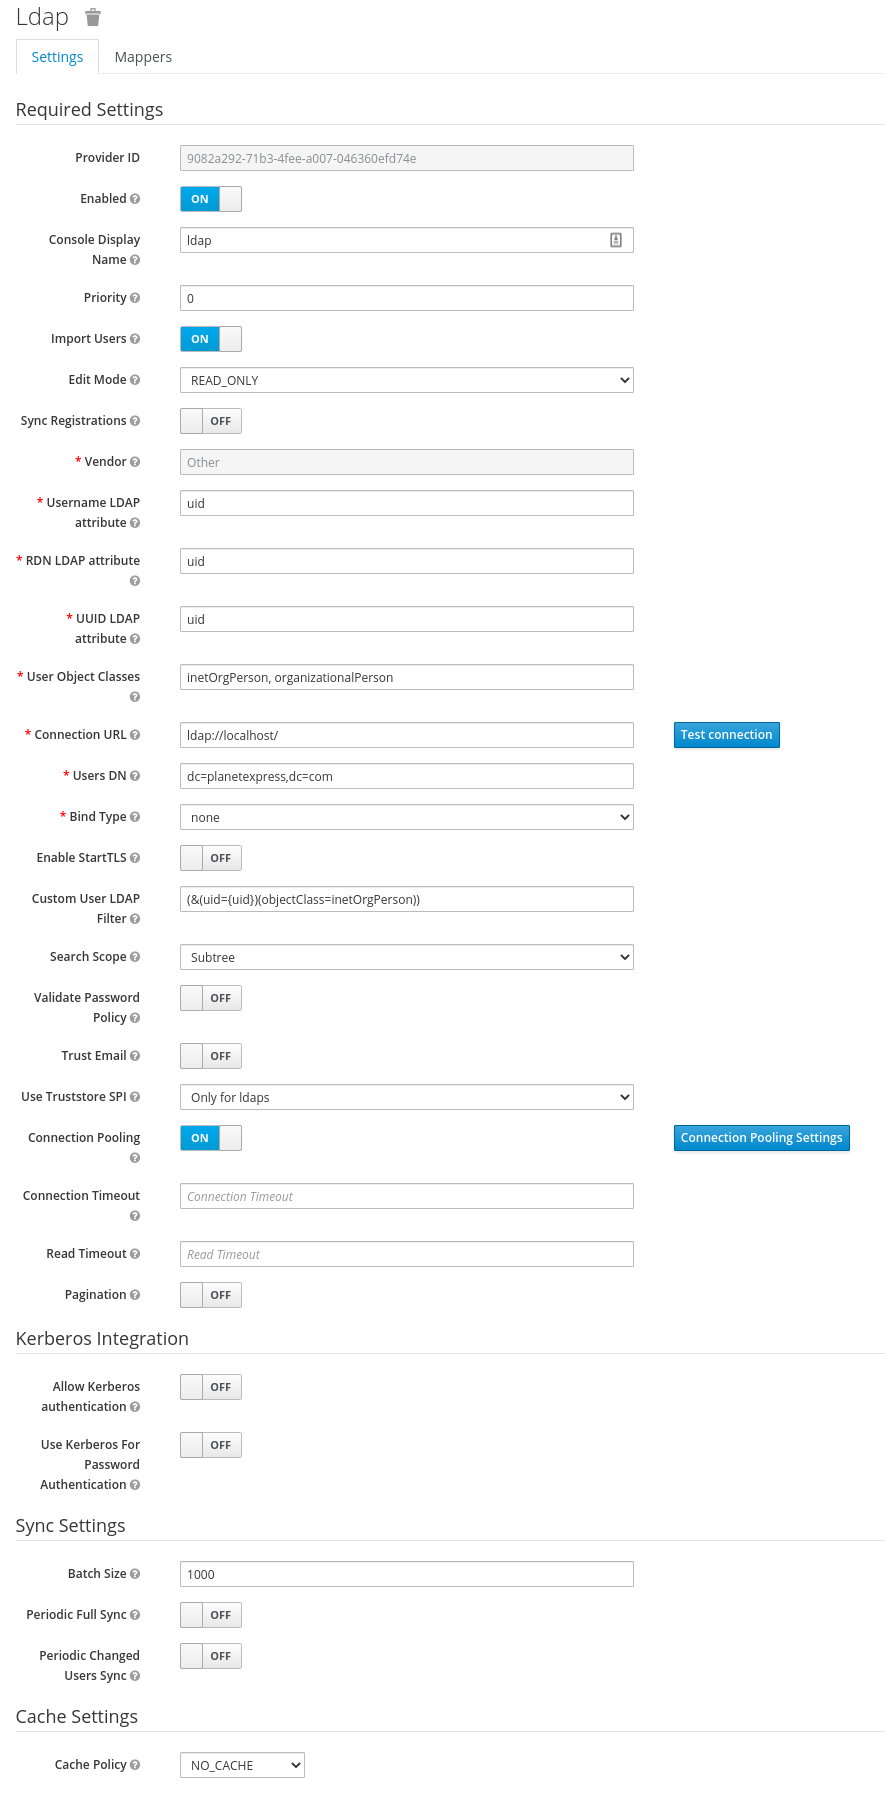 Ldap
Settings Mappers
Required Settings
Provider ID 9082a292-71b3-4fee-a007-046360efd74e
Enabled ON
Console Display
Name
ldap
Priority 0
Import Users ON
Edit Mode READ_ONLY
Sync Registrations OFF
* Vendor Other
* Username LDAP
attribute
uid
* RDN LDAP attribute
uid
* UUID LDAP
attribute
uid
* User Object Classes
inetOrgPerson, organizationalPerson
* Connection URL ldap://localhost/ Test connection
* Users DN dc=planetexpress,dc=com
* Bind Type none
Enable StartTLS OFF
Custom User LDAP
Filter
(&(uid={uid})(objectClass=inetOrgPerson))
Search Scope Subtree
Validate Password
Policy
OFF
Trust Email OFF
Use Truststore SPI Only for ldaps
Connection Pooling ON Connection Pooling Settings
Connection Timeout Connection Timeout
Read Timeout Read Timeout
Pagination OFF
Kerberos Integration
Allow Kerberos
authentication
OFF
Use Kerberos For
Password
Authentication
OFF
Sync Settings
Batch Size 1000
Periodic Full Sync OFF
Periodic Changed
Users Sync
OFF
Cache Settings
Cache Policy NO_CACHE